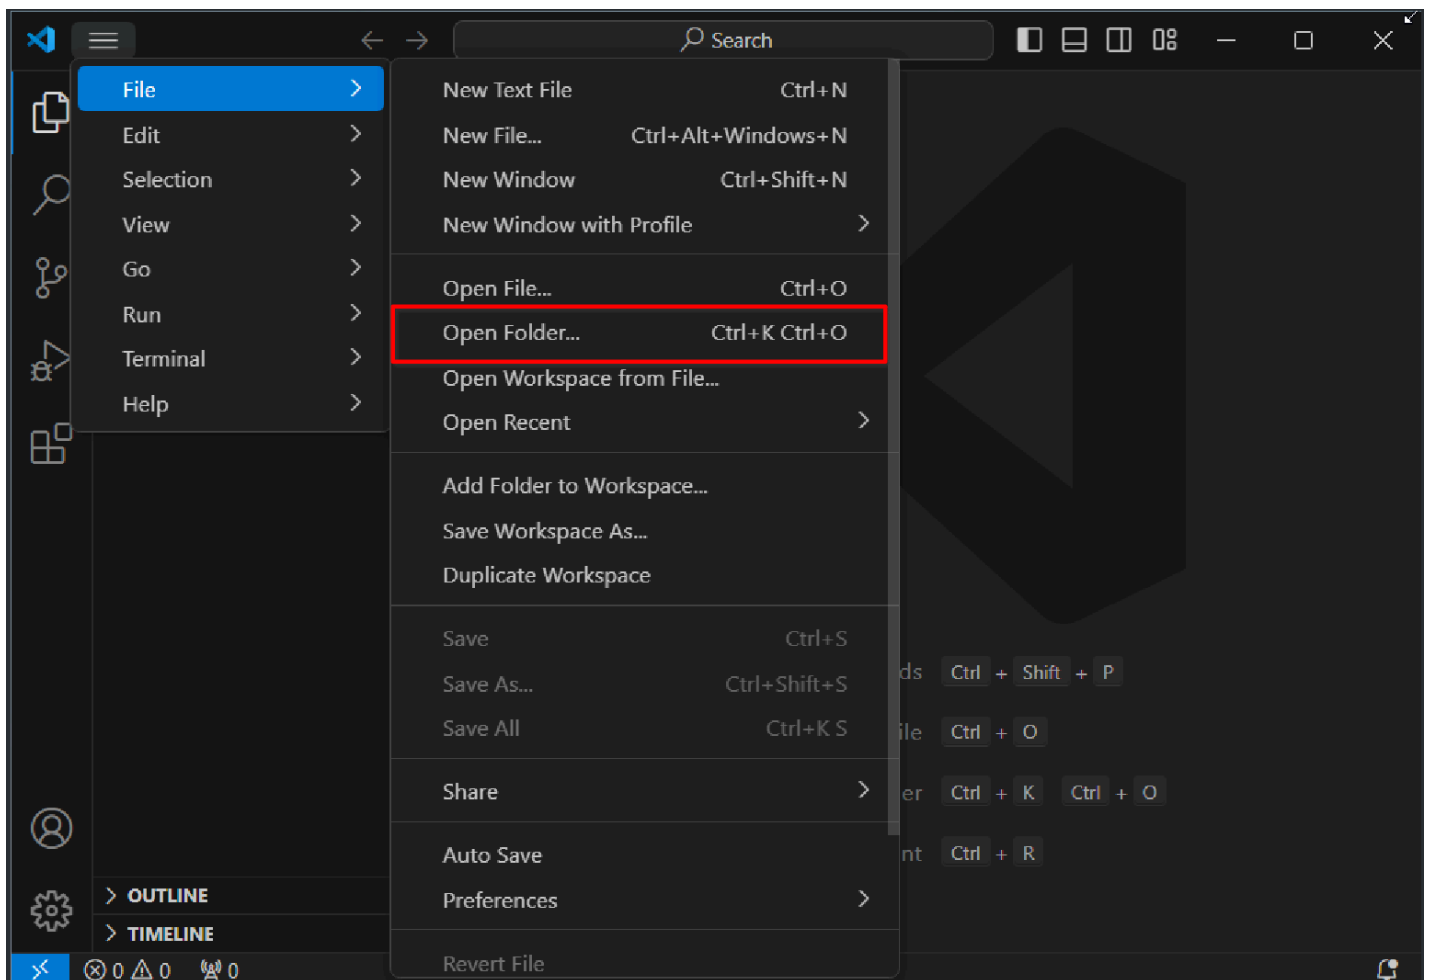 Search
File
Edit
Selection
View
Go
Run
Terminal
Help
New Text File Ctrl+N
New File... Ctrl+Alt+Windows+N
New Window Ctrl+Shift+N
New Window with Profile
Open File... Ctrl+O
Open Folder... Ctrl+K Ctrl+O
Open Workspace from File...
Open Recent
Add Folder to Workspace...
Save Workspace As...
Duplicate Workspace
Save Ctrl+S
Save As... Ctrl+Shift+S
Save All Ctrl+K S
Share
Auto Save
Preferences
Revert File
ds Ctrl + Shift + P
ile Ctrl + O
er Ctrl + K Ctrl + O
nt Ctrl + R
OUTLINE
TIMELINE
0 0 0